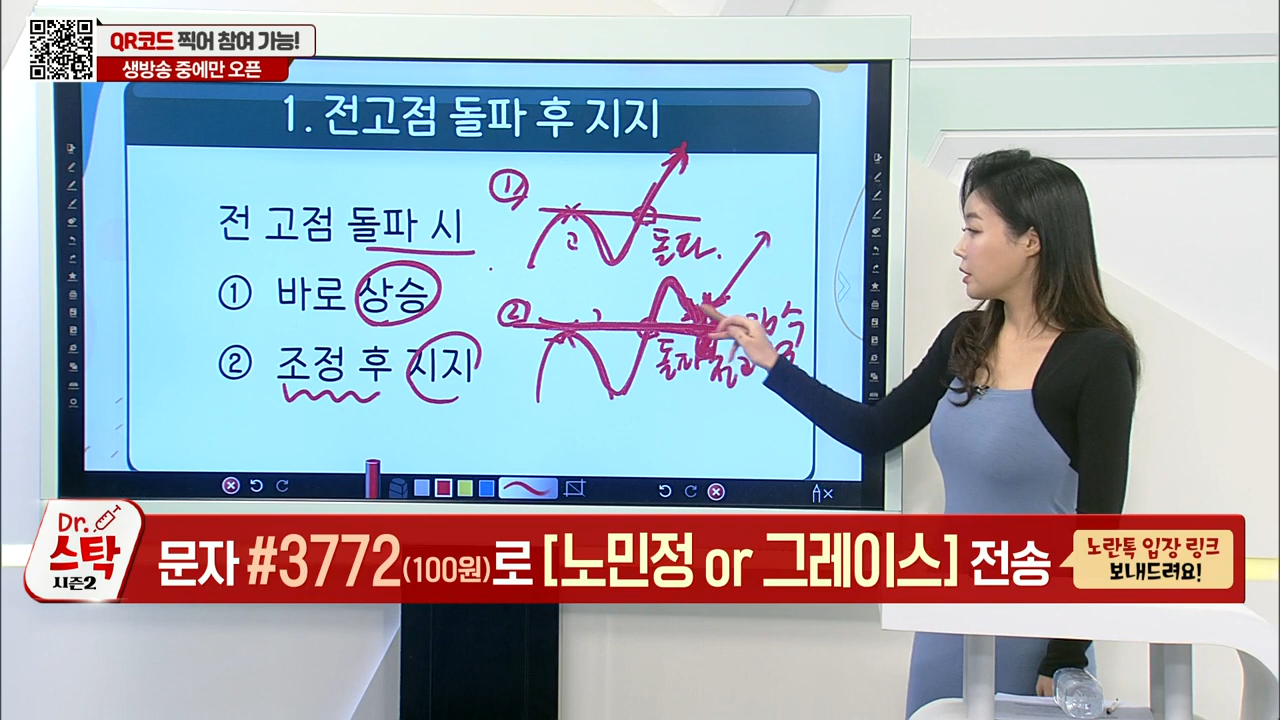 QR코드 찍어 참여 가능!
생방송 중에만 오픈
1. 전고점 돌파 후 지지
전 고점 돌파 시
① 바로 상승
② 조정 후 지지
①
고
돌파.
②
돌파
Dr.
스탁
시즌2
문자 #3772(100원)로 [노민정 or 그레이스] 전송
노란톡 입장 링크
보내드려요!